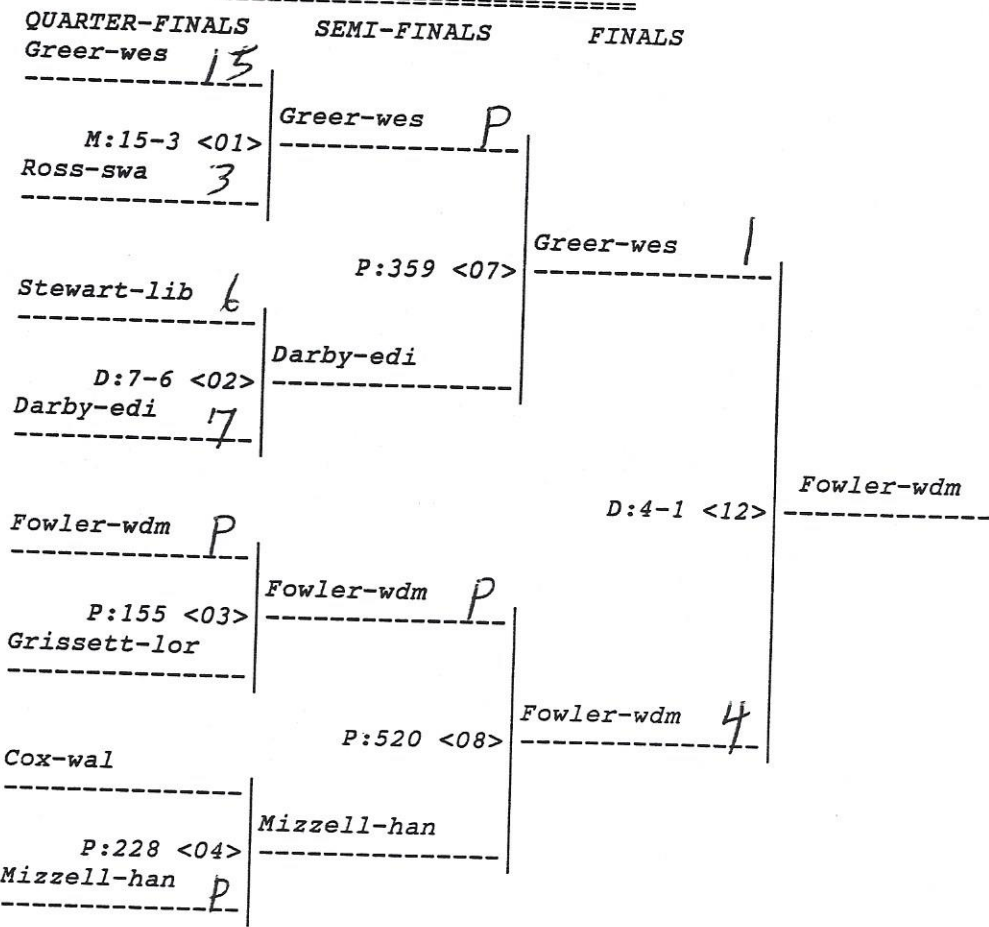 QUARTER-FINALS SEMI-FINALS FINALS
Greer-wes 15
Greer-wes P
M:15-3 <01>
Ross-swa 3
Greer-wes 1
P:359 <07>
Stewart-lib 6
Darby-edi
D:7-6 <02>
Darby-edi 7
Fowler-wdm
D:4-1 <12>
Fowler-wdm P
Fowler-wdm P
P:155 <03>
Grissett-lor
Fowler-wdm 4
P:520 <08>
Cox-wal
Mizzell-han
P:228 <04>
Mizzell-han P